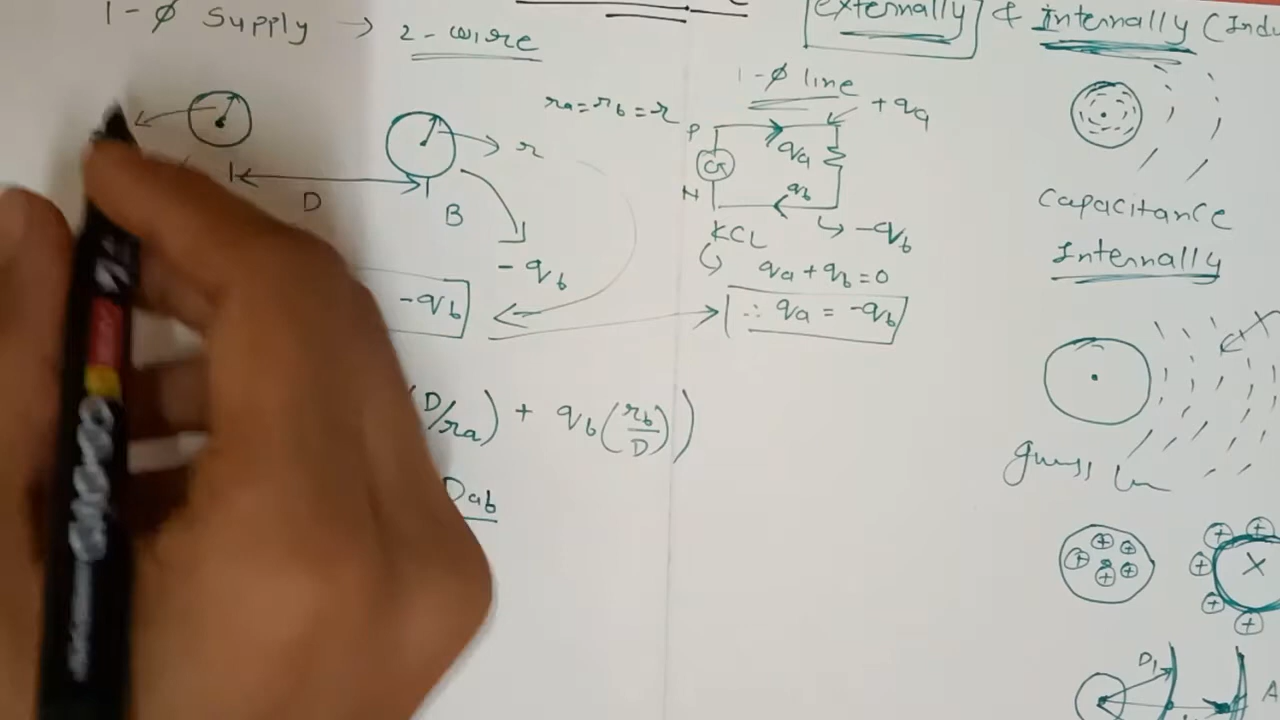 1-φ Supply → 2-wire
externally & Internally (Indu
1-φ line
ra=rb=r
+qa
P
qa
r
D
B
N
qb
-qb
Capacitance
Internally
KCL
-qb
qa+qb=0
-qb
∴ qa = -qb
D/ra) + qb(rb/D))
Dab
D1
A